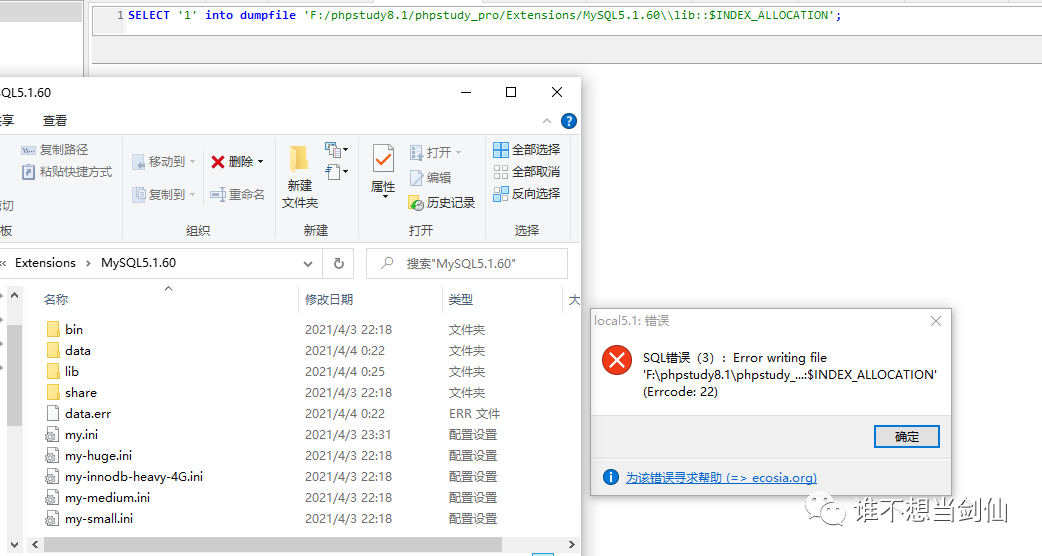 1 SELECT '1' into dumpfile 'F:/phpstudy8.1/phpstudy_pro/Extensions/MySQL5.1.60\\lib::$INDEX_ALLOCATION';
QL5.1.60
享 查看
复制路径
粘贴快捷方式
剪切
板
移动到
复制到
删除
重命名
组织
新建
文件夹
新建
属性
打开
编辑
历史记录
打开
全部选择
全部取消
反向选择
选择
« Extensions › MySQL5.1.60
搜索"MySQL5.1.60"
名称 修改日期 类型 大
bin 2021/4/3 22:18 文件夹
data 2021/4/4 0:22 文件夹
lib 2021/4/4 0:25 文件夹
share 2021/4/3 22:18 文件夹
data.err 2021/4/4 0:22 ERR 文件
my.ini 2021/4/3 23:31 配置设置
my-huge.ini 2021/4/3 22:18 配置设置
my-innodb-heavy-4G.ini 2021/4/3 22:18 配置设置
my-medium.ini 2021/4/3 22:18 配置设置
my-small.ini 2021/4/3 22:18 配置设置
local5.1: 错误
SQL错误（3）: Error writing file
'F:\phpstudy8.1\phpstudy_...:$INDEX_ALLOCATION'
(Errcode: 22)
确定
为该错误寻求帮助 (=> ecosia.org)
谁不想当剑仙